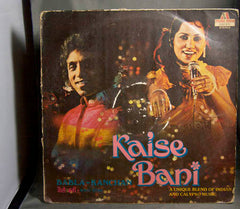 Kaise
Bani
BABLA & KANCHAN
A UNIQUE BLEND OF INDIAN
AND CALYPSO MUSIC